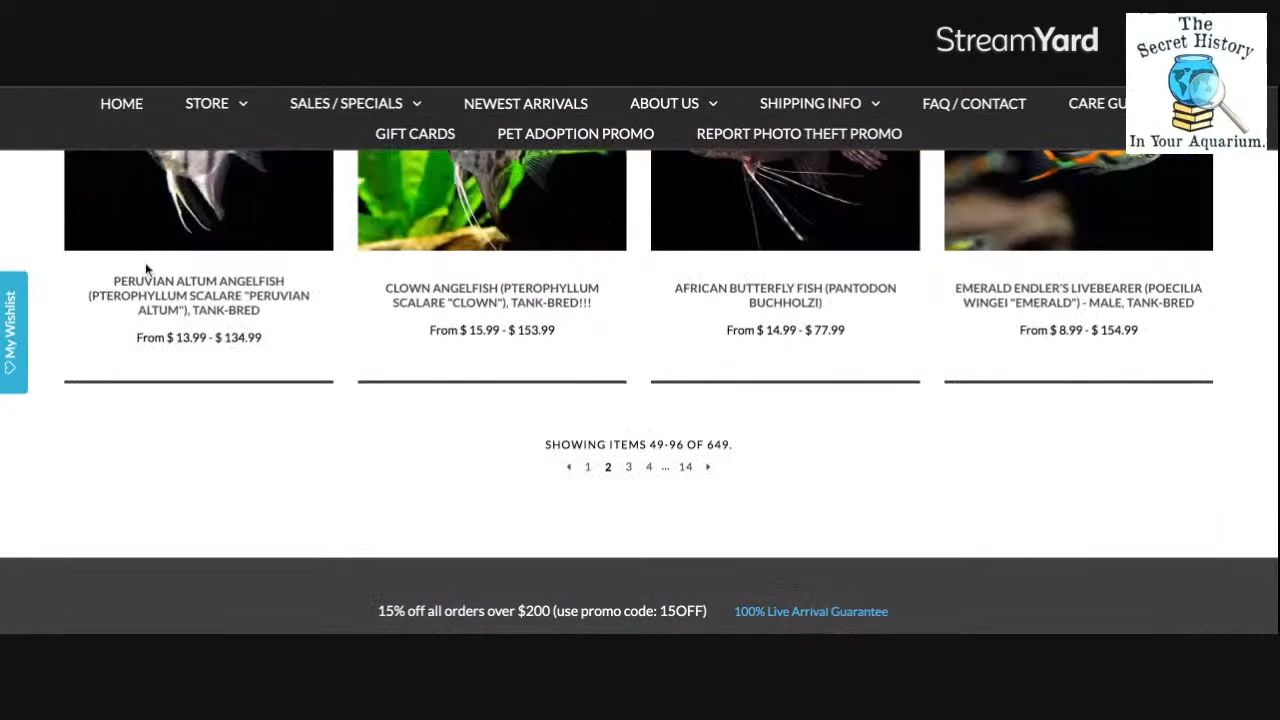 StreamYard
The
Secret History
In Your Aquarium.
HOME
STORE
SALES / SPECIALS
NEWEST ARRIVALS
ABOUT US
SHIPPING INFO
FAQ / CONTACT
CARE GU
GIFT CARDS
PET ADOPTION PROMO
REPORT PHOTO THEFT PROMO
My Wishlist
PERUVIAN ALTUM ANGELFISH
(PTEROPHYLLUM SCALARE "PERUVIAN
ALTUM"), TANK-BRED
From $ 13.99 - $ 134.99
CLOWN ANGELFISH (PTEROPHYLLUM
SCALARE "CLOWN"), TANK-BRED!!!
From $ 15.99 - $ 153.99
AFRICAN BUTTERFLY FISH (PANTODON
BUCHHOLZI)
From $ 14.99 - $ 77.99
EMERALD ENDLER'S LIVEBEARER (POECILIA
WINGEI "EMERALD") - MALE, TANK-BRED
From $ 8.99 - $ 154.99
SHOWING ITEMS 49-96 OF 649.
1 2 3 4 ... 14
15% off all orders over $200 (use promo code: 15OFF)
100% Live Arrival Guarantee